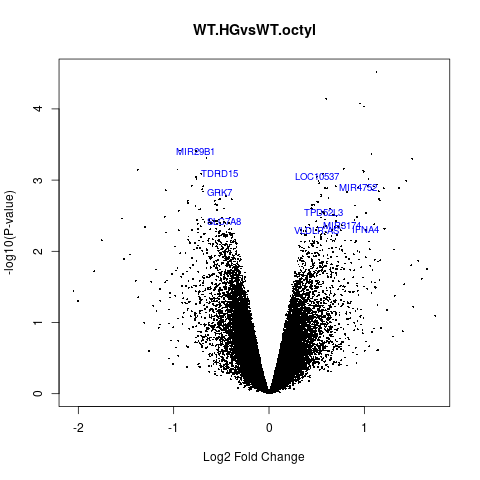 WT.HGvsWT.octyl
-log10(P-value)
4
3
2
1
0
MIR29B1
TDRD15
GRK7
LOC10537
MIR4752
TPD52L3
IFNA4
-2
-1
0
1
Log2 Fold Change